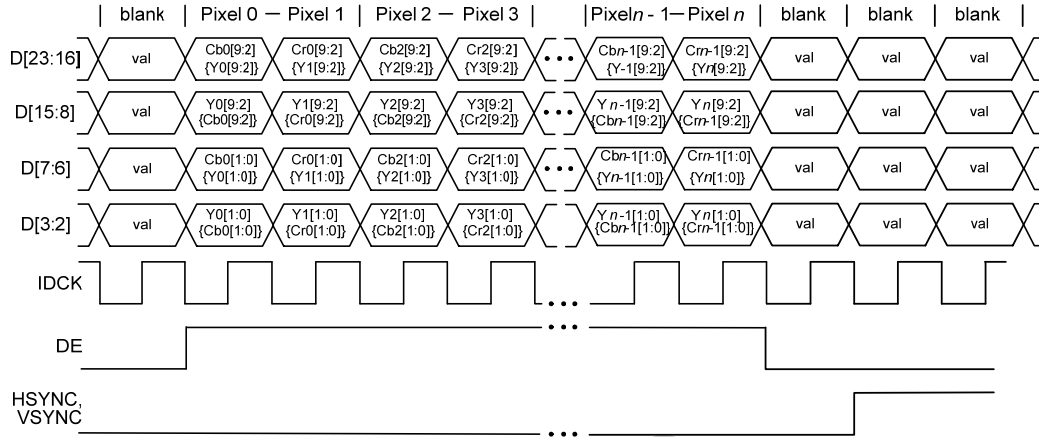 blank Pixel 0 — Pixel 1 Pixel 2 — Pixel 3 Pixel n - 1 — Pixel n blank blank blank
D[23:16] val Cb0[9:2] {Y0[9:2]} Cr0[9:2] {Y1[9:2]} Cb2[9:2] {Y2[9:2]} Cr2[9:2] {Y3[9:2]} ••• Cbn-1[9:2] {Y-1[9:2]} Crn-1[9:2] {Yn[9:2]} val val val
D[15:8] val Y0[9:2] {Cb0[9:2]} Y1[9:2] {Cr0[9:2]} Y2[9:2] {Cb2[9:2]} Y3[9:2] {Cr2[9:2]} ••• Y n-1[9:2] {Cbn-1[9:2]} Y n[9:2] {Crn-1[9:2]} val val val
D[7:6] val Cb0[1:0] {Y0[1:0]} Cr0[1:0] {Y1[1:0]} Cb2[1:0] {Y2[1:0]} Cr2[1:0] {Y3[1:0]} ••• Cbn-1[1:0] {Yn-1[1:0]} Crn-1[1:0] {Yn[1:0]} val val val
D[3:2] val Y0[1:0] {Cb0[1:0]} Y1[1:0] {Cr0[1:0]} Y2[1:0] {Cb2[1:0]} Y3[1:0] {Cr2[1:0]} Y n-1[1:0] {Cbn-1[1:0]} Y n[1:0] {Crn-1[1:0]} val val val
IDCK •••
DE •••
HSYNC,
VSYNC •••